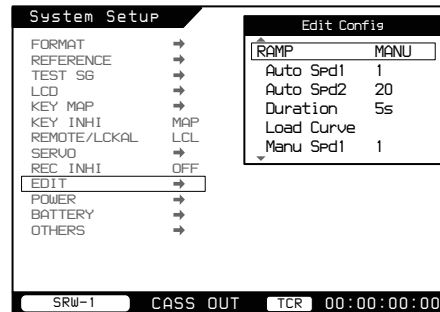 System Setup
FORMAT ➡
REFERENCE ➡
TEST SG ➡
LCD ➡
KEY MAP ➡
KEY INHI MAP
REMOTE/LCKAL LCL
SERVO ➡
REC INHI OFF
EDIT ➡
POWER ➡
BATTERY ➡
OTHERS ➡
Edit Config
RAMP MANU
Auto Spd1 1
Auto Spd2 20
Duration 5s
Load Curve
Manu Spd1 1
SRW-1 CASS OUT TCR 00:00:00:00